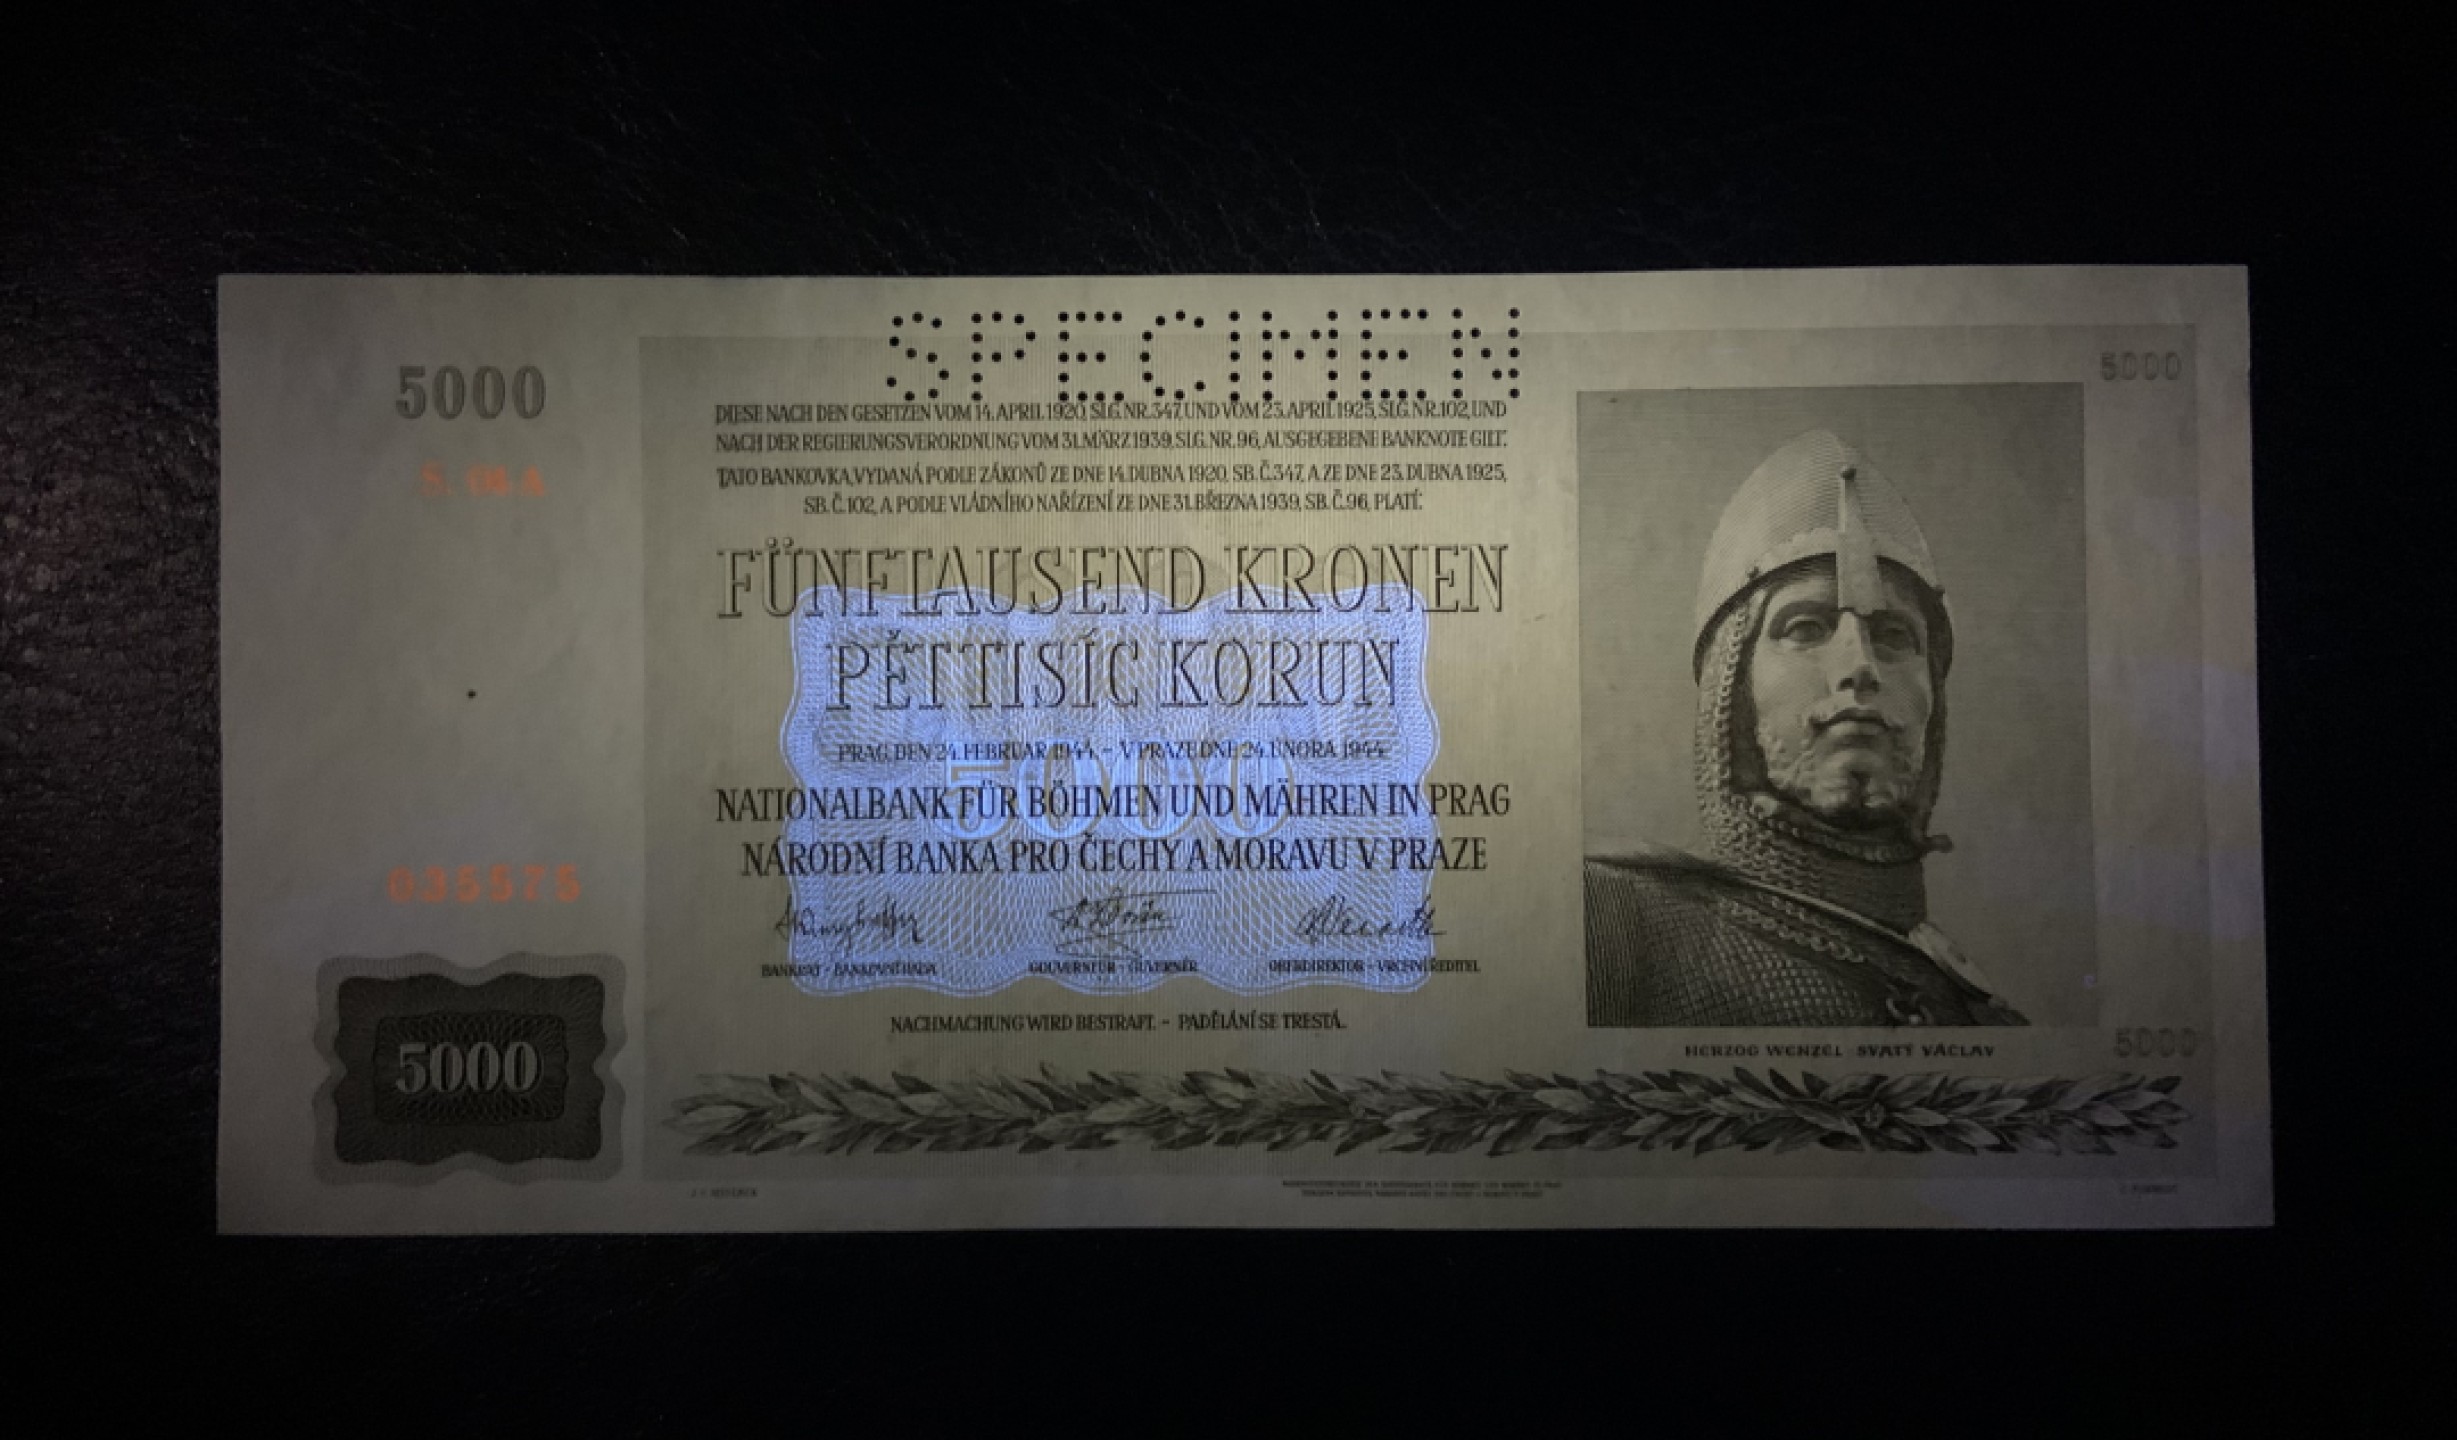 SPECIMEN
5000
5000
S. 01A
DIESE NACH DEN GESETZEN VOM 14. APRIL 1920, SLG. NR. 347, UND VOM 23. APRIL 1925, SLG. NR. 102, UND
NACH DER REGIERUNGSVERORDNUNG VOM 31. MÄRZ 1939, SLG. NR. 96, AUSGEGEBENE BANKNOTE GILT:
TATO BANKOVKA, VYDANÁ PODLE ZÁKONŮ ZE DNE 14. DUBNA 1920, SB. Č. 347, A ZE DNE 23. DUBNA 1925,
SB. Č. 102, A PODLE VLÁDNÍHO NAŘÍZENÍ ZE DNE 31. BŘEZNA 1939, SB. Č. 96, PLATÍ:
FÜNFTAUSEND KRONEN
PĚTTISÍC KORUN
PRAG, DEN 24. FEBRUAR 1944. - V PRAZE DNE 24. ÚNORA 1944.
5000
NATIONALBANK FÜR BÖHMEN UND MÄHREN IN PRAG
NÁRODNÍ BANKA PRO ČECHY A MORAVU V PRAZE
035575
BANKRAT - BANKOVNÍ RADA GOUVERNEUR - GUVERNÉR OBERDIREKTOR - VRCHNÍ ŘEDITEL
NACHMACHUNG WIRD BESTRAFT. - PADĚLÁNÍ SE TRESTÁ.
5000
5000
HERZOG WENZEL SVATÝ VÁCLAV